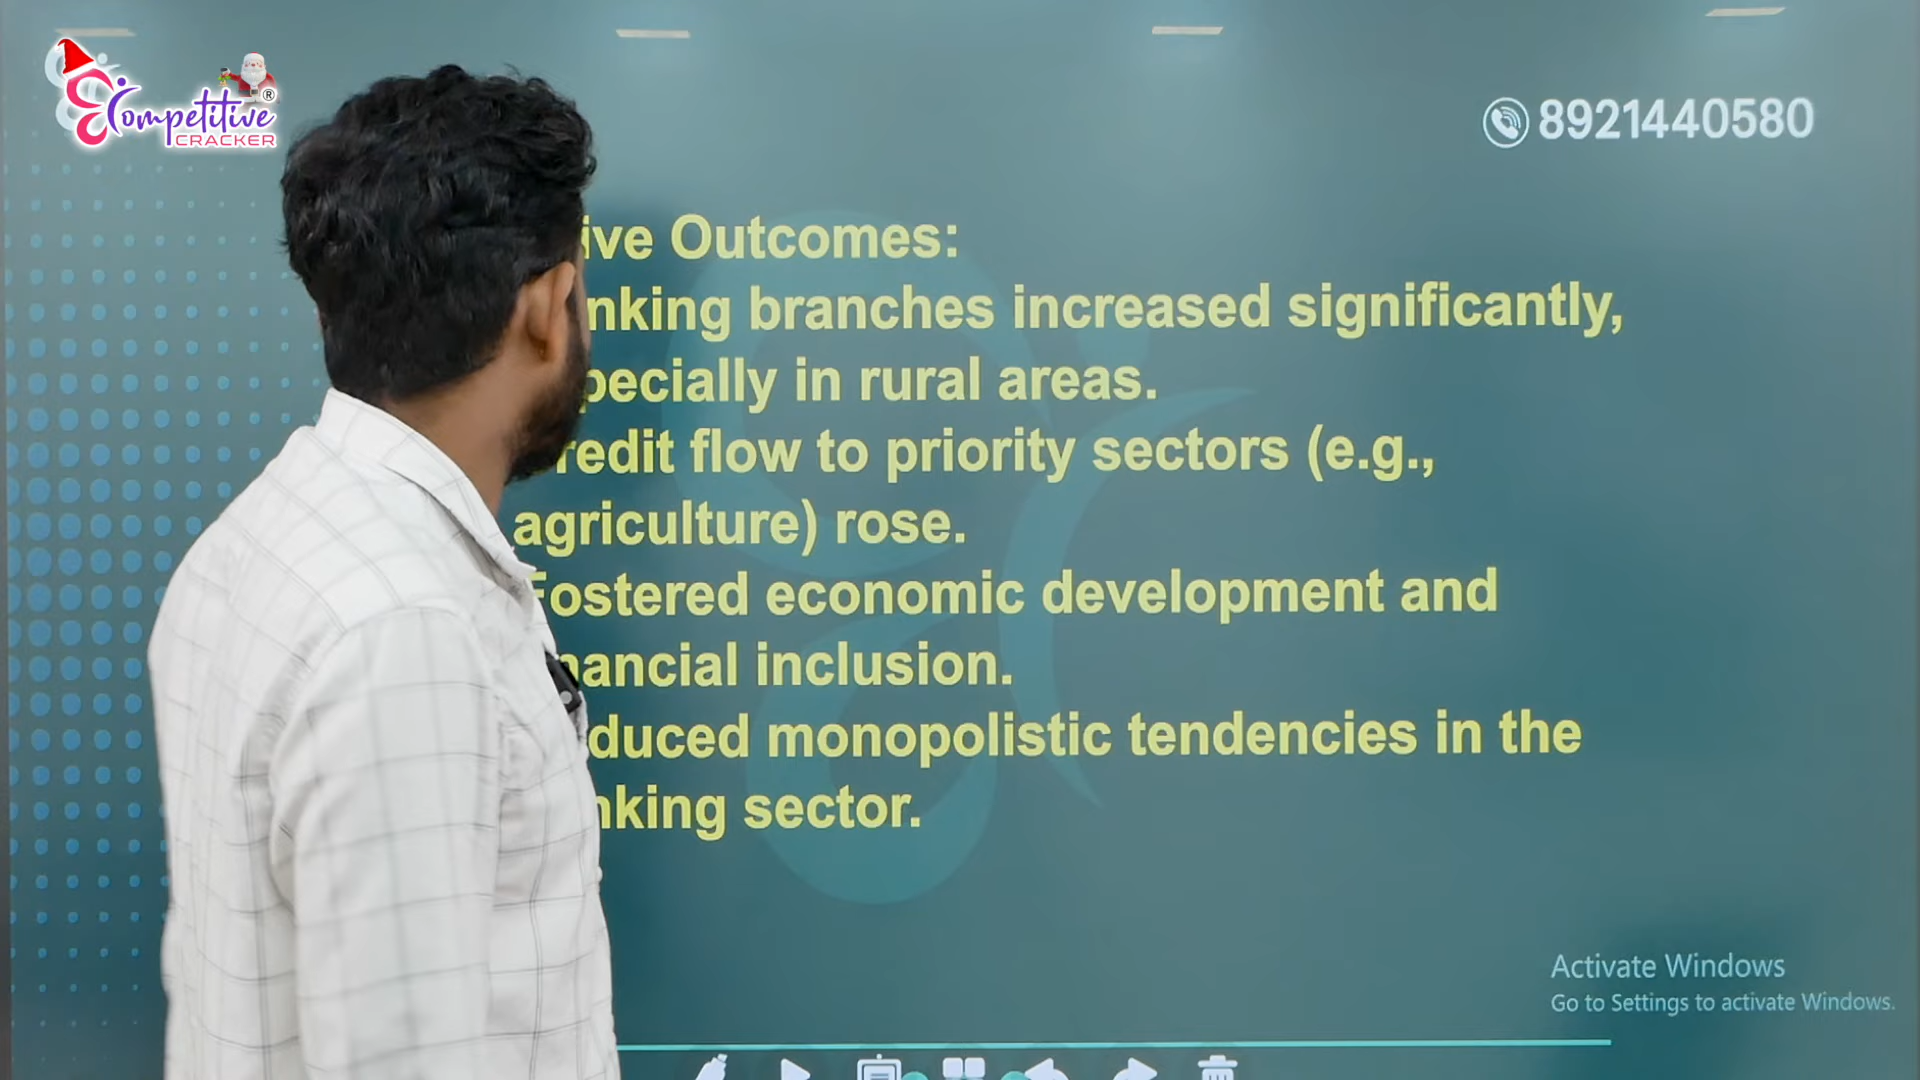 Competitive®
CRACKER
8921440580
ive Outcomes:
nking branches increased significantly,
pecially in rural areas.
redit flow to priority sectors (e.g.,
agriculture) rose.
Fostered economic development and
nancial inclusion.
duced monopolistic tendencies in the
nking sector.
Activate Windows
Go to Settings to activate Windows.